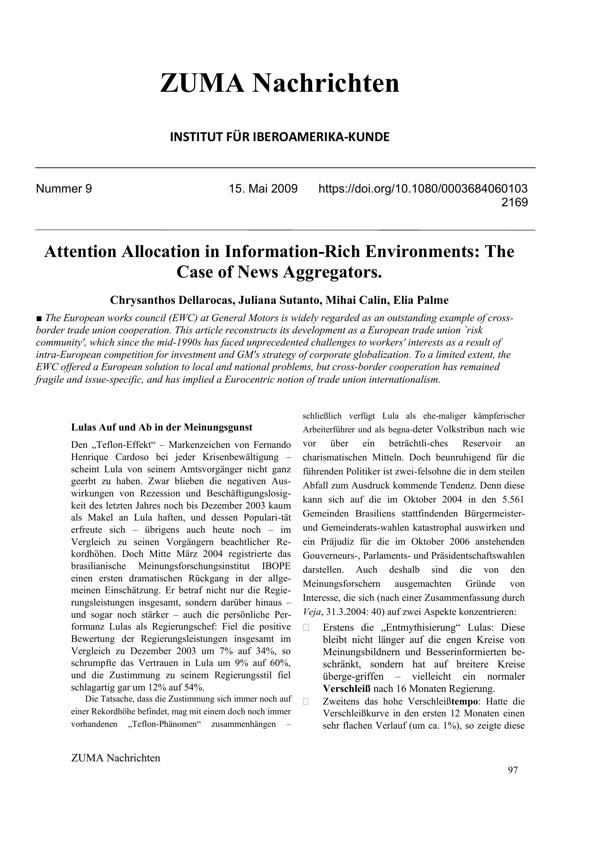 ZUMA Nachrichten
INSTITUT FÜR IBEROAMERIKA-KUNDE
Nummer 9 15. Mai 2009 https://doi.org/10.1080/0003684060103
2169
Attention Allocation in Information-Rich Environments: The
Case of News Aggregators.
Chrysanthos Dellarocas, Juliana Sutanto, Mihai Calin, Elia Palme
■ The European works council (EWC) at General Motors is widely regarded as an outstanding example of cross-
border trade union cooperation. This article reconstructs its development as a European trade union `risk
community', which since the mid-1990s has faced unprecedented challenges to workers' interests as a result of
intra-European competition for investment and GM's strategy of corporate globalization. To a limited extent, the
EWC offered a European solution to local and national problems, but cross-border cooperation has remained
fragile and issue-specific, and has implied a Eurocentric notion of trade union internationalism.
Lulas Auf und Ab in der Meinungsgunst
Den „Teflon-Effekt“ – Markenzeichen von Fernando
Henrique Cardoso bei jeder Krisenbewältigung –
scheint Lula von seinem Amtsvorgänger nicht ganz
geerbt zu haben. Zwar blieben die negativen Aus-
wirkungen von Rezession und Beschäftigungslosig-
keit des letzten Jahres noch bis Dezember 2003 kaum
als Makel an Lula haften, und dessen Populari-tät
erfreute sich – übrigens auch heute noch – im
Vergleich zu seinen Vorgängern beachtlicher Re-
kordhöhen. Doch Mitte März 2004 registrierte das
brasilianische Meinungsforschungsinstitut IBOPE
einen ersten dramatischen Rückgang in der allge-
meinen Einschätzung. Er betraf nicht nur die Regie-
rungsleistungen insgesamt, sondern darüber hinaus –
und sogar noch stärker – auch die persönliche Per-
formanz Lulas als Regierungschef: Fiel die positive
Bewertung der Regierungsleistungen insgesamt im
Vergleich zu Dezember 2003 um 7% auf 34%, so
schrumpfte das Vertrauen in Lula um 9% auf 60%,
und die Zustimmung zu seinem Regierungsstil fiel
schlagartig gar um 12% auf 54%.
Die Tatsache, dass die Zustimmung sich immer noch auf
einer Rekordhöhe befindet, mag mit einem doch noch immer
vorhandenen „Teflon-Phänomen“ zusammenhängen –
schließlich verfügt Lula als ehe-maliger kämpferischer
Arbeiterführer und als begna-deter Volkstribun nach wie
vor über ein beträchtli-ches Reservoir an
charismatischen Mitteln. Doch beunruhigend für die
führenden Politiker ist zwei-felsohne die in dem steilen
Abfall zum Ausdruck kommende Tendenz. Denn diese
kann sich auf die im Oktober 2004 in den 5.561
Gemeinden Brasiliens stattfindenden Bürgermeister-
und Gemeinderats-wahlen katastrophal auswirken und
ein Präjudiz für die im Oktober 2006 anstehenden
Gouverneurs-, Parlaments- und Präsidentschaftswahlen
darstellen. Auch deshalb sind die von den
Meinungsforschern ausgemachten Gründe von
Interesse, die sich (nach einer Zusammenfassung durch
Veja, 31.3.2004: 40) auf zwei Aspekte konzentrieren:
Erstens die „Entmythisierung“ Lulas: Diese
bleibt nicht länger auf die engen Kreise von
Meinungsbildnern und Besserinformierten be-
schränkt, sondern hat auf breitere Kreise
überge-griffen – vielleicht ein normaler
Verschleiß nach 16 Monaten Regierung.
Zweitens das hohe Verschleißtempo: Hatte die
Verschleißkurve in den ersten 12 Monaten einen
sehr flachen Verlauf (um ca. 1%), so zeigte diese
ZUMA Nachrichten
97